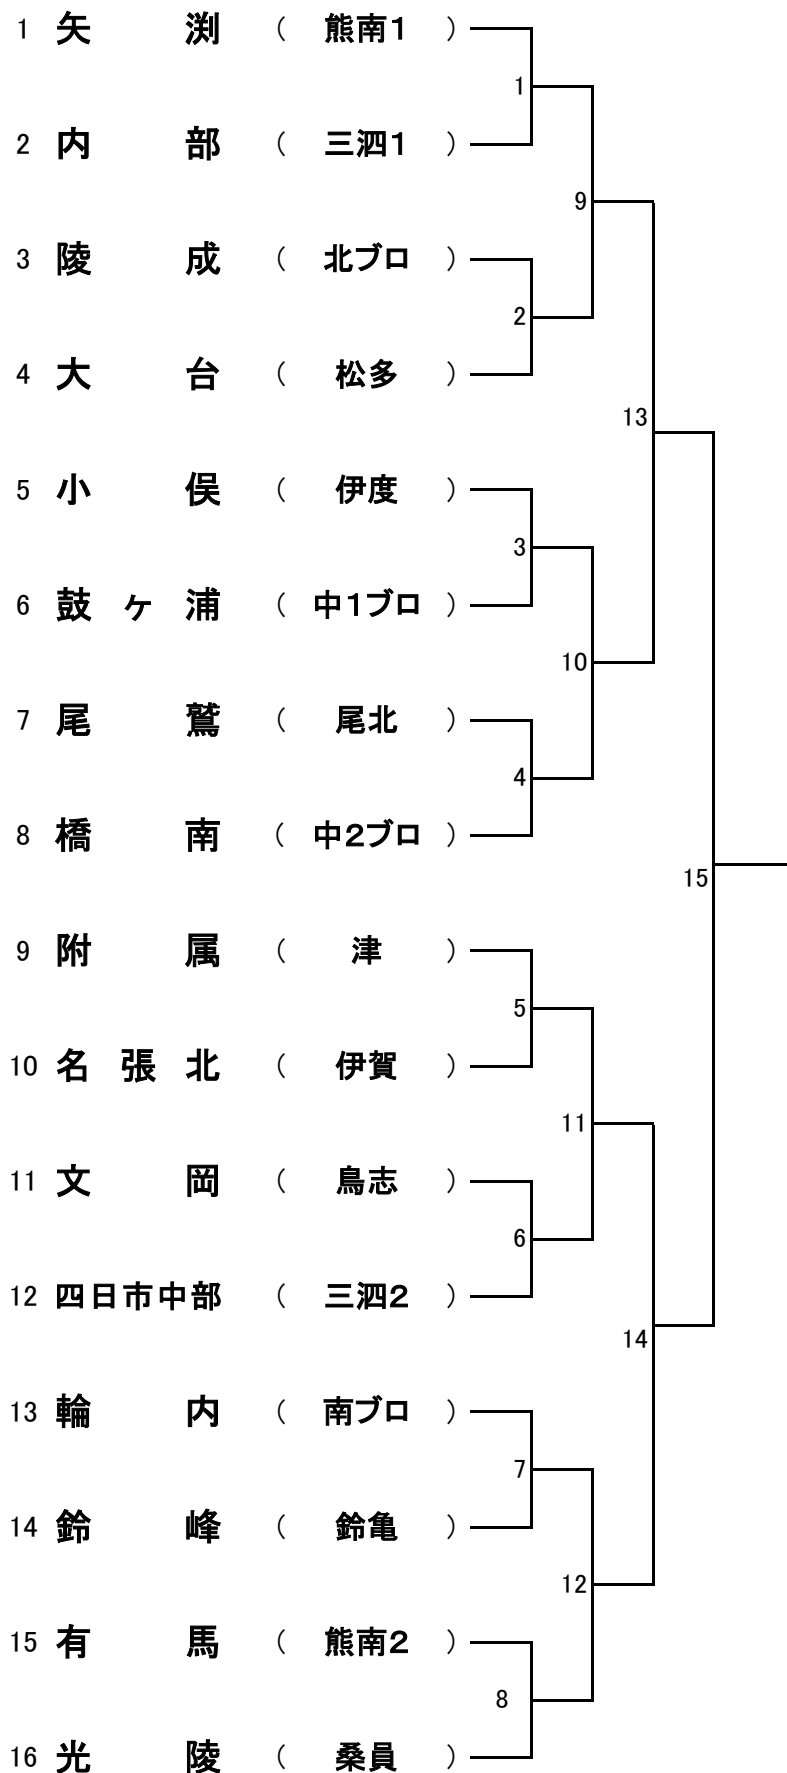 1 矢渕 ( 熊南1 )
1
2 内部 ( 三泗1 )
9
3 陵成 ( 北ブロ )
2
4 大台 ( 松多 )
13
5 小俣 ( 伊度 )
3
6 鼓ヶ浦 ( 中1ブロ )
10
7 尾鷲 ( 尾北 )
4
8 橋南 ( 中2ブロ )
15
9 附属 ( 津 )
5
10 名張北 ( 伊賀 )
11
11 文岡 ( 鳥志 )
6
12 四日市中部 ( 三泗2 )
14
13 輪内 ( 南ブロ )
7
14 鈴峰 ( 鈴亀 )
12
15 有馬 ( 熊南2 )
8
16 光陵 ( 桑員 )